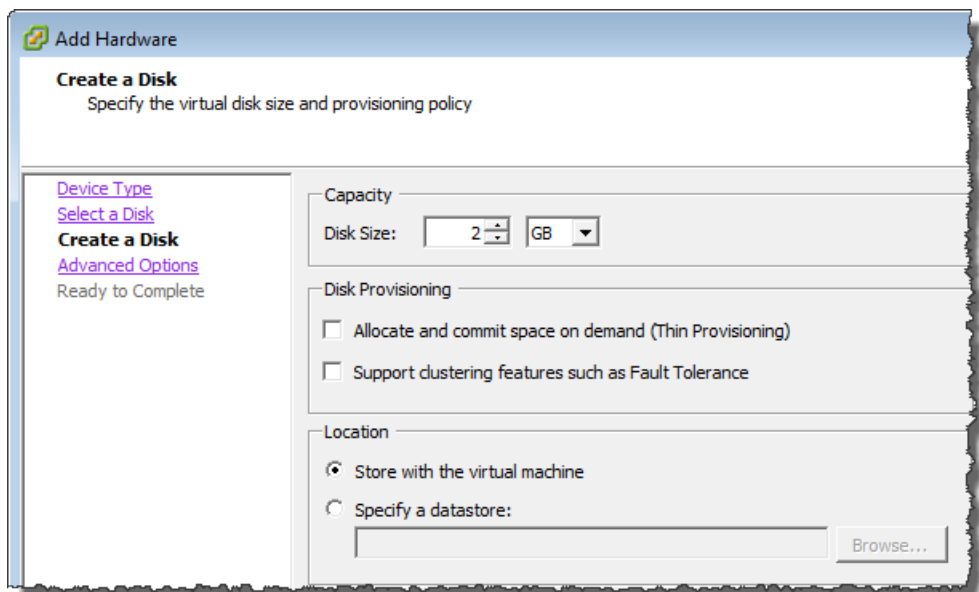 Add Hardware
Create a Disk
Specify the virtual disk size and provisioning policy
Device Type
Select a Disk
Create a Disk
Advanced Options
Ready to Complete
Capacity
Disk Size: 2 GB
Disk Provisioning
Allocate and commit space on demand (Thin Provisioning)
Support clustering features such as Fault Tolerance
Location
Store with the virtual machine
Specify a datastore:
Browse...